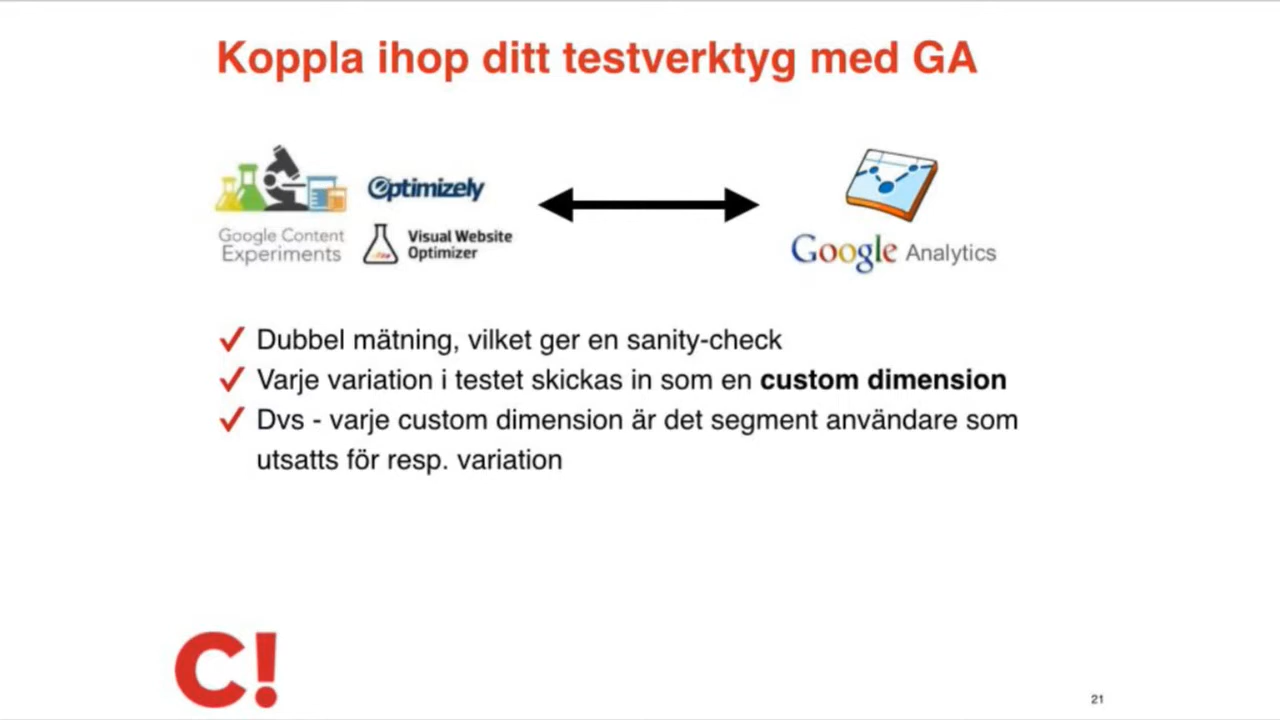 Koppla ihop ditt testverktyg med GA
Google Content
Experiments
Optimizely
Visual Website
Optimizer
Google Analytics
Dubbel mätning, vilket ger en sanity-check
Varje variation i testet skickas in som en custom dimension
Dvs - varje custom dimension är det segment användare som
utsatts för resp. variation
C!
21